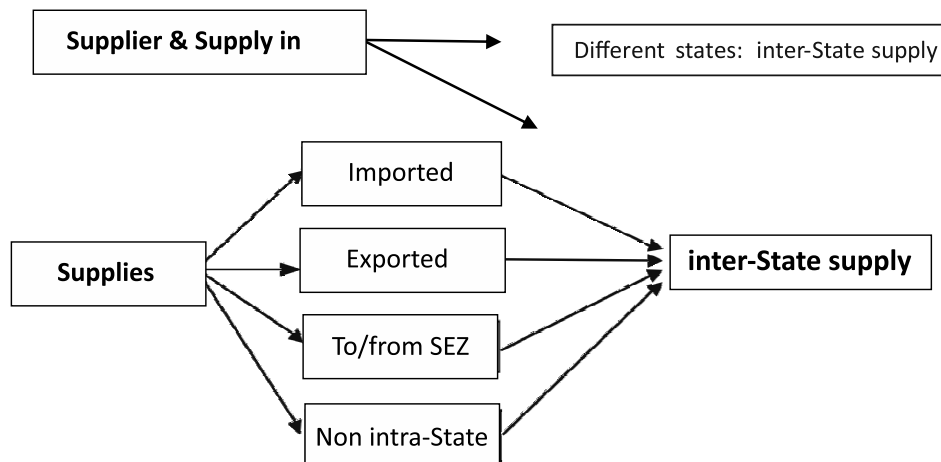 Supplier & Supply in
Different states: inter-State supply
Imported
Supplies
Exported
inter-State supply
To/from SEZ
Non intra-State